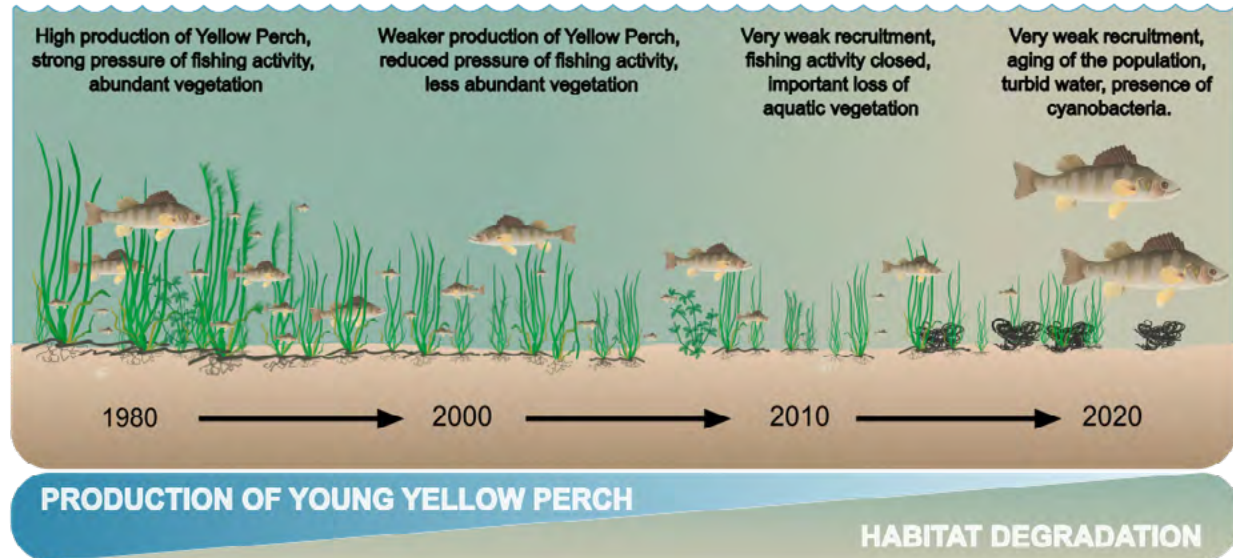 High production of Yellow Perch,
strong pressure of fishing activity,
abundant vegetation
Weaker production of Yellow Perch,
reduced pressure of fishing activity,
less abundant vegetation
Very weak recruitment,
fishing activity closed,
important loss of
aquatic vegetation
Very weak recruitment,
aging of the population,
turbid water, presence of
cyanobacteria.
1980
2000
2010
2020
PRODUCTION OF YOUNG YELLOW PERCH
HABITAT DEGRADATION